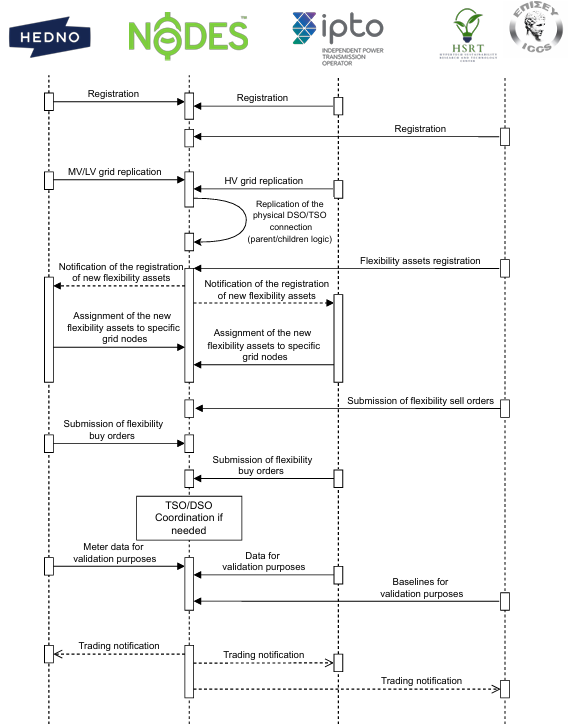 HEDNO
NODES™
ipto
INDEPENDENT POWER
TRANSMISSION
OPERATOR
HSRT
ΕΠΙΣΕΥ
ICCS
Registration
Registration
Registration
MV/LV grid replication
HV grid replication
Replication of the
physical DSO/TSO
connection
(parent/children logic)
Flexibility assets registration
Notification of the registration
of new flexibility assets
Notification of the registration
of new flexibility assets
Assignment of the new
flexibility assets to specific
grid nodes
Assignment of the new
flexibility assets to specific
grid nodes
Submission of flexibility sell orders
Submission of flexibility
buy orders
Submission of flexibility
buy orders
TSO/DSO
Coordination if
needed
Meter data for
validation purposes
Data for
validation purposes
Baselines for
validation purposes
Trading notification
Trading notification
Trading notification